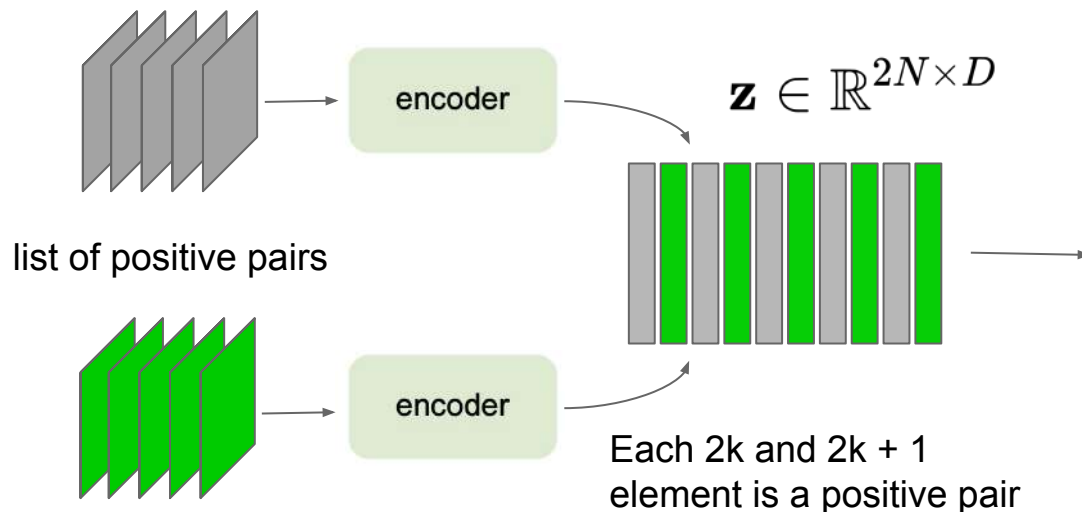 encoder
z ∈ ℝ^{2N×D}
list of positive pairs
encoder
Each 2k and 2k + 1
element is a positive pair